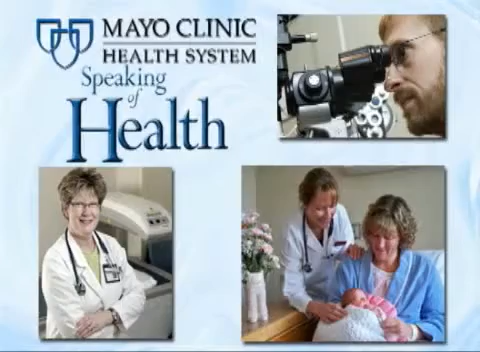 MAYO CLINIC
HEALTH SYSTEM
Speaking
of
Health